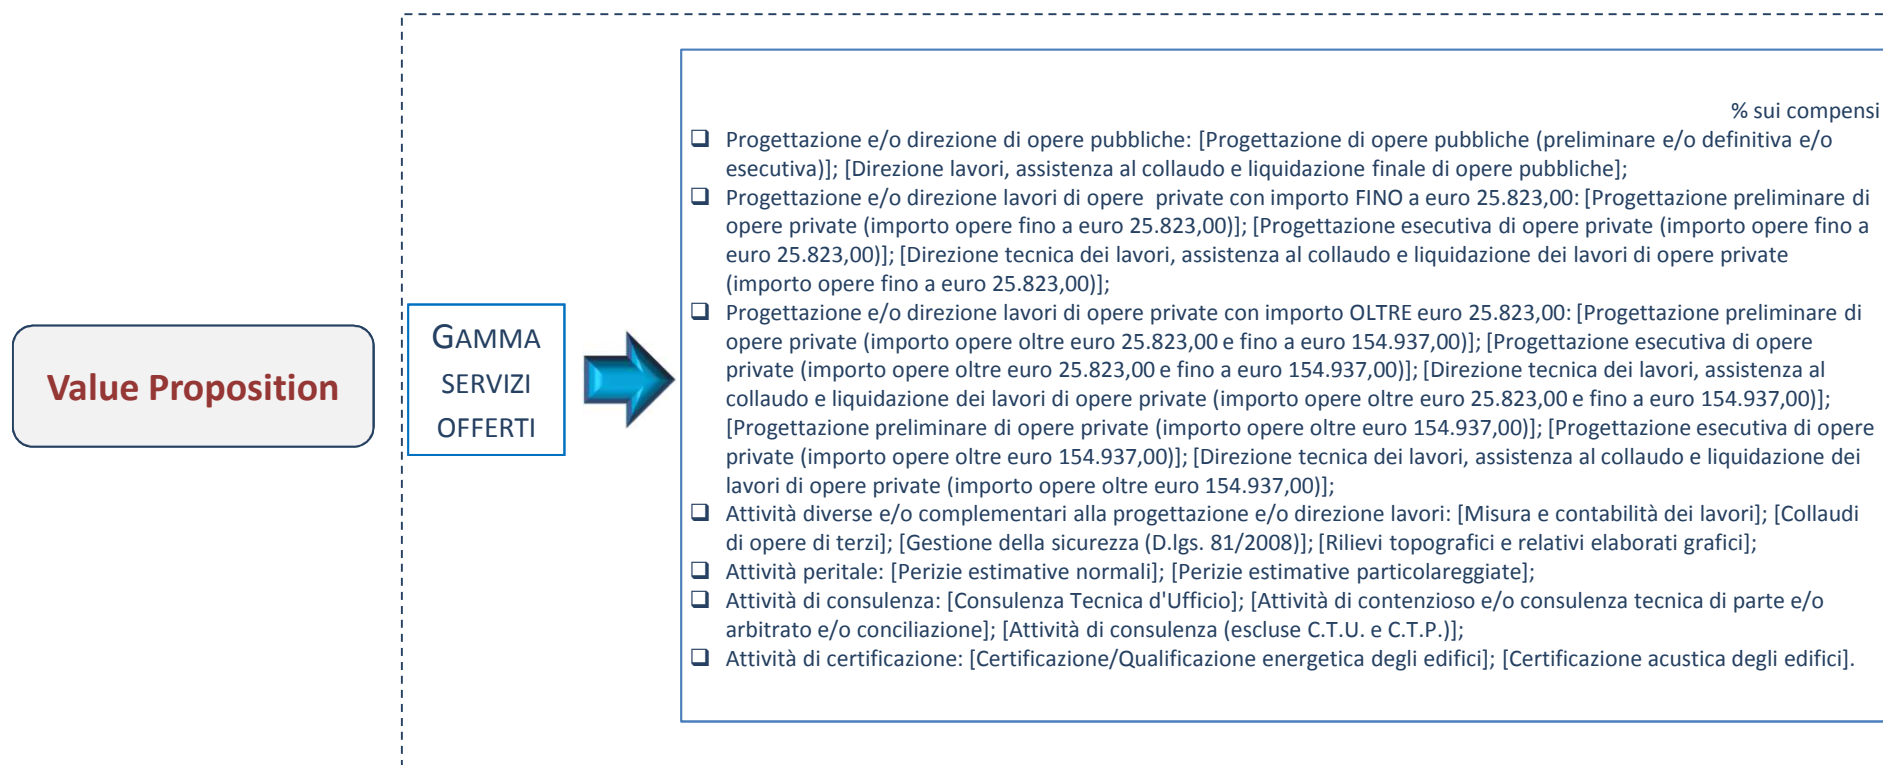 Value Proposition
GAMMA
SERVIZI
OFFERTI
% sui compensi
❑ Progettazione e/o direzione di opere pubbliche: [Progettazione di opere pubbliche (preliminare e/o definitiva e/o
esecutiva)]; [Direzione lavori, assistenza al collaudo e liquidazione finale di opere pubbliche];
❑ Progettazione e/o direzione lavori di opere  private con importo FINO a euro 25.823,00: [Progettazione preliminare di
opere private (importo opere fino a euro 25.823,00)]; [Progettazione esecutiva di opere private (importo opere fino a
euro 25.823,00)]; [Direzione tecnica dei lavori, assistenza al collaudo e liquidazione dei lavori di opere private
(importo opere fino a euro 25.823,00)];
❑ Progettazione e/o direzione lavori di opere private con importo OLTRE euro 25.823,00: [Progettazione preliminare di
opere private (importo opere oltre euro 25.823,00 e fino a euro 154.937,00)]; [Progettazione esecutiva di opere
private (importo opere oltre euro 25.823,00 e fino a euro 154.937,00)]; [Direzione tecnica dei lavori, assistenza al
collaudo e liquidazione dei lavori di opere private (importo opere oltre euro 25.823,00 e fino a euro 154.937,00)];
[Progettazione preliminare di opere private (importo opere oltre euro 154.937,00)]; [Progettazione esecutiva di opere
private (importo opere oltre euro 154.937,00)]; [Direzione tecnica dei lavori, assistenza al collaudo e liquidazione dei
lavori di opere private (importo opere oltre euro 154.937,00)];
❑ Attività diverse e/o complementari alla progettazione e/o direzione lavori: [Misura e contabilità dei lavori]; [Collaudi
di opere di terzi]; [Gestione della sicurezza (D.lgs. 81/2008)]; [Rilievi topografici e relativi elaborati grafici];
❑ Attività peritale: [Perizie estimative normali]; [Perizie estimative particolareggiate];
❑ Attività di consulenza: [Consulenza Tecnica d'Ufficio]; [Attività di contenzioso e/o consulenza tecnica di parte e/o
arbitrato e/o conciliazione]; [Attività di consulenza (escluse C.T.U. e C.T.P.)];
❑ Attività di certificazione: [Certificazione/Qualificazione energetica degli edifici]; [Certificazione acustica degli edifici].